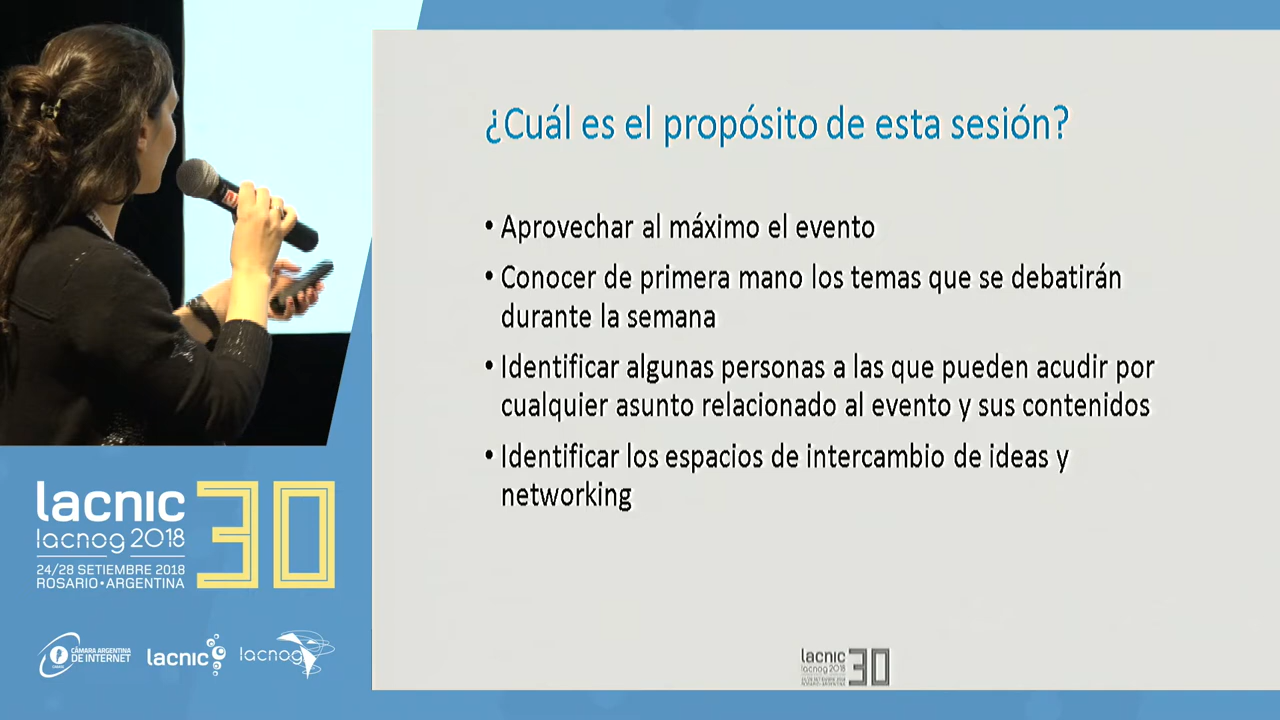 ¿Cuál es el propósito de esta sesión?
• Aprovechar al máximo el evento
• Conocer de primera mano los temas que se debatirán
durante la semana
• Identificar algunas personas a las que pueden acudir por
cualquier asunto relacionado al evento y sus contenidos
• Identificar los espacios de intercambio de ideas y
networking
lacnic 30
lacnog 2018
24/28 SETIEMBRE 2018
ROSARIO•ARGENTINA
CÁMARA ARGENTINA
DE INTERNET
lacnic
lacnog
lacnic 30
lacnog 2018